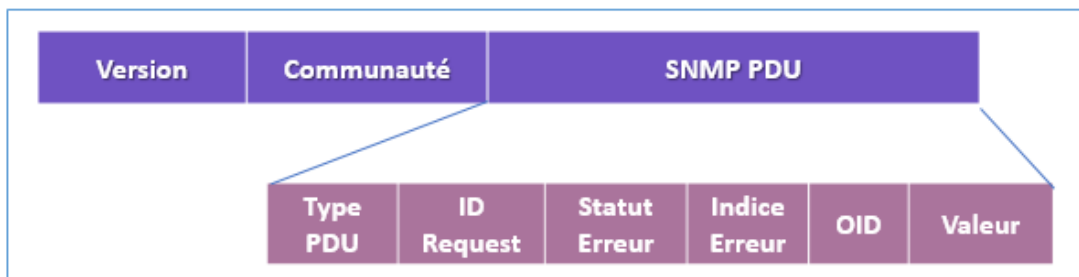 Version Communauté SNMP PDU
Type ID Statut Indice OID Valeur
PDU Request Erreur Erreur